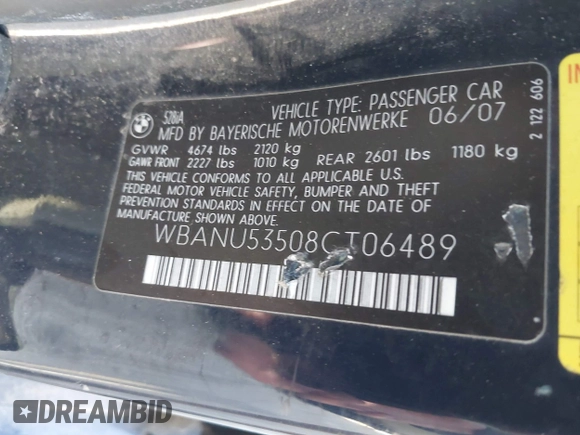 528iA
VEHICLE TYPE: PASSENGER CAR
MFD BY BAYERISCHE MOTORENWERKE 06/07
GVWR 4674 lbs 2120 kg
GAWR FRONT 2227 lbs 1010 kg REAR 2601 lbs 1180 kg
THIS VEHICLE CONFORMS TO ALL APPLICABLE U.S.
FEDERAL MOTOR VEHICLE SAFETY, BUMPER AND THEFT
PREVENTION STANDARDS IN EFFECT ON THE DATE OF
MANUFACTURE SHOWN ABOVE.
WBANU53508CT06489
2 122 606
DREAMBID